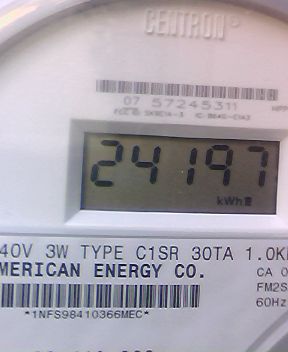 CENTRON®
07 57245311
24197
kWh
40V 3W TYPE C1SR 30TA 1.0K
MERICAN ENERGY CO.
CA 0
FM2S
60Hz
*1NFS98410366MEC*